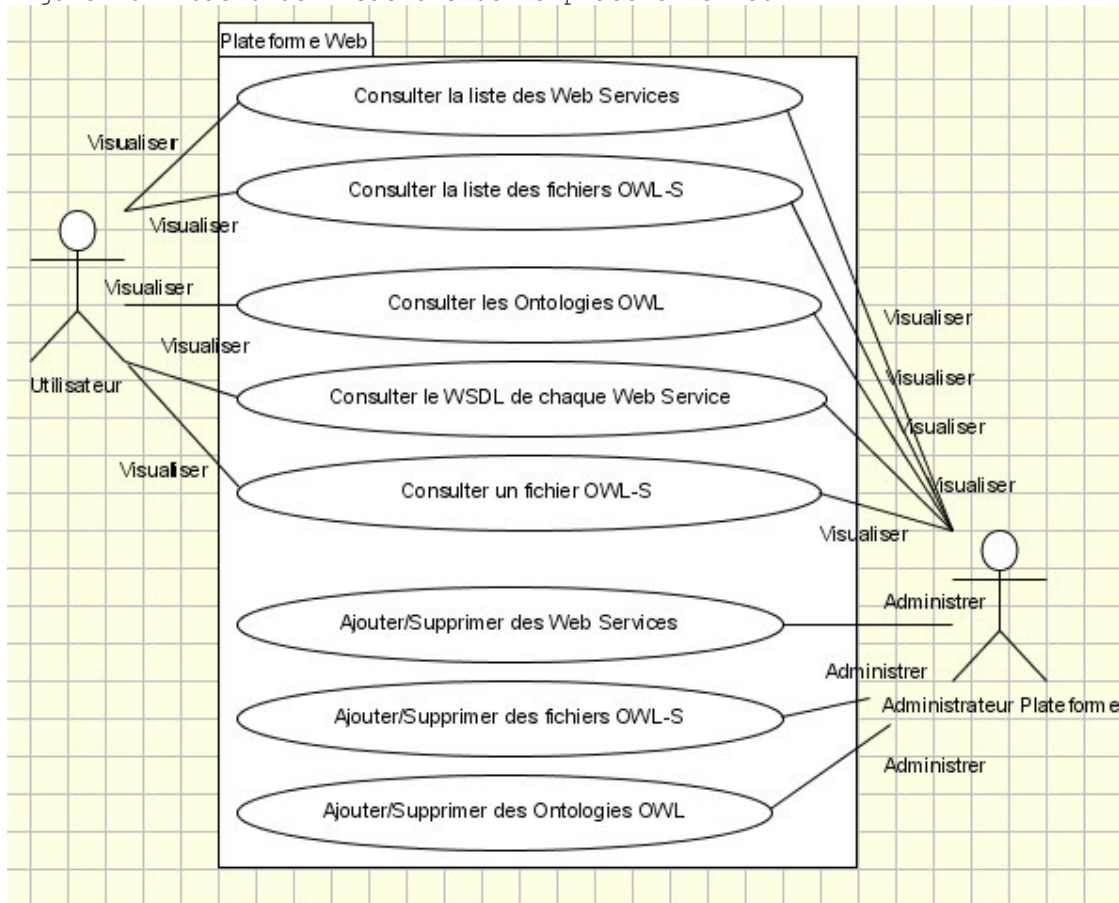 Plateforme Web
Consulter la liste des Web Services
Visualiser
Consulter la liste des fichiers OWL-S
Visualiser
Visualiser
Consulter les Ontologies OWL
Visualiser
Visualiser
Utilisateur
Visualiser
Consulter le WSDL de chaque Web Service
Visualiser
Visualiser
Consulter un fichier OWL-S
Visualiser
Visualiser
Ajouter/Supprimer des Web Services
Administrer
Administrer
Ajouter/Supprimer des fichiers OWL-S
Administrateur Plateforme
Administrer
Ajouter/Supprimer des Ontologies OWL